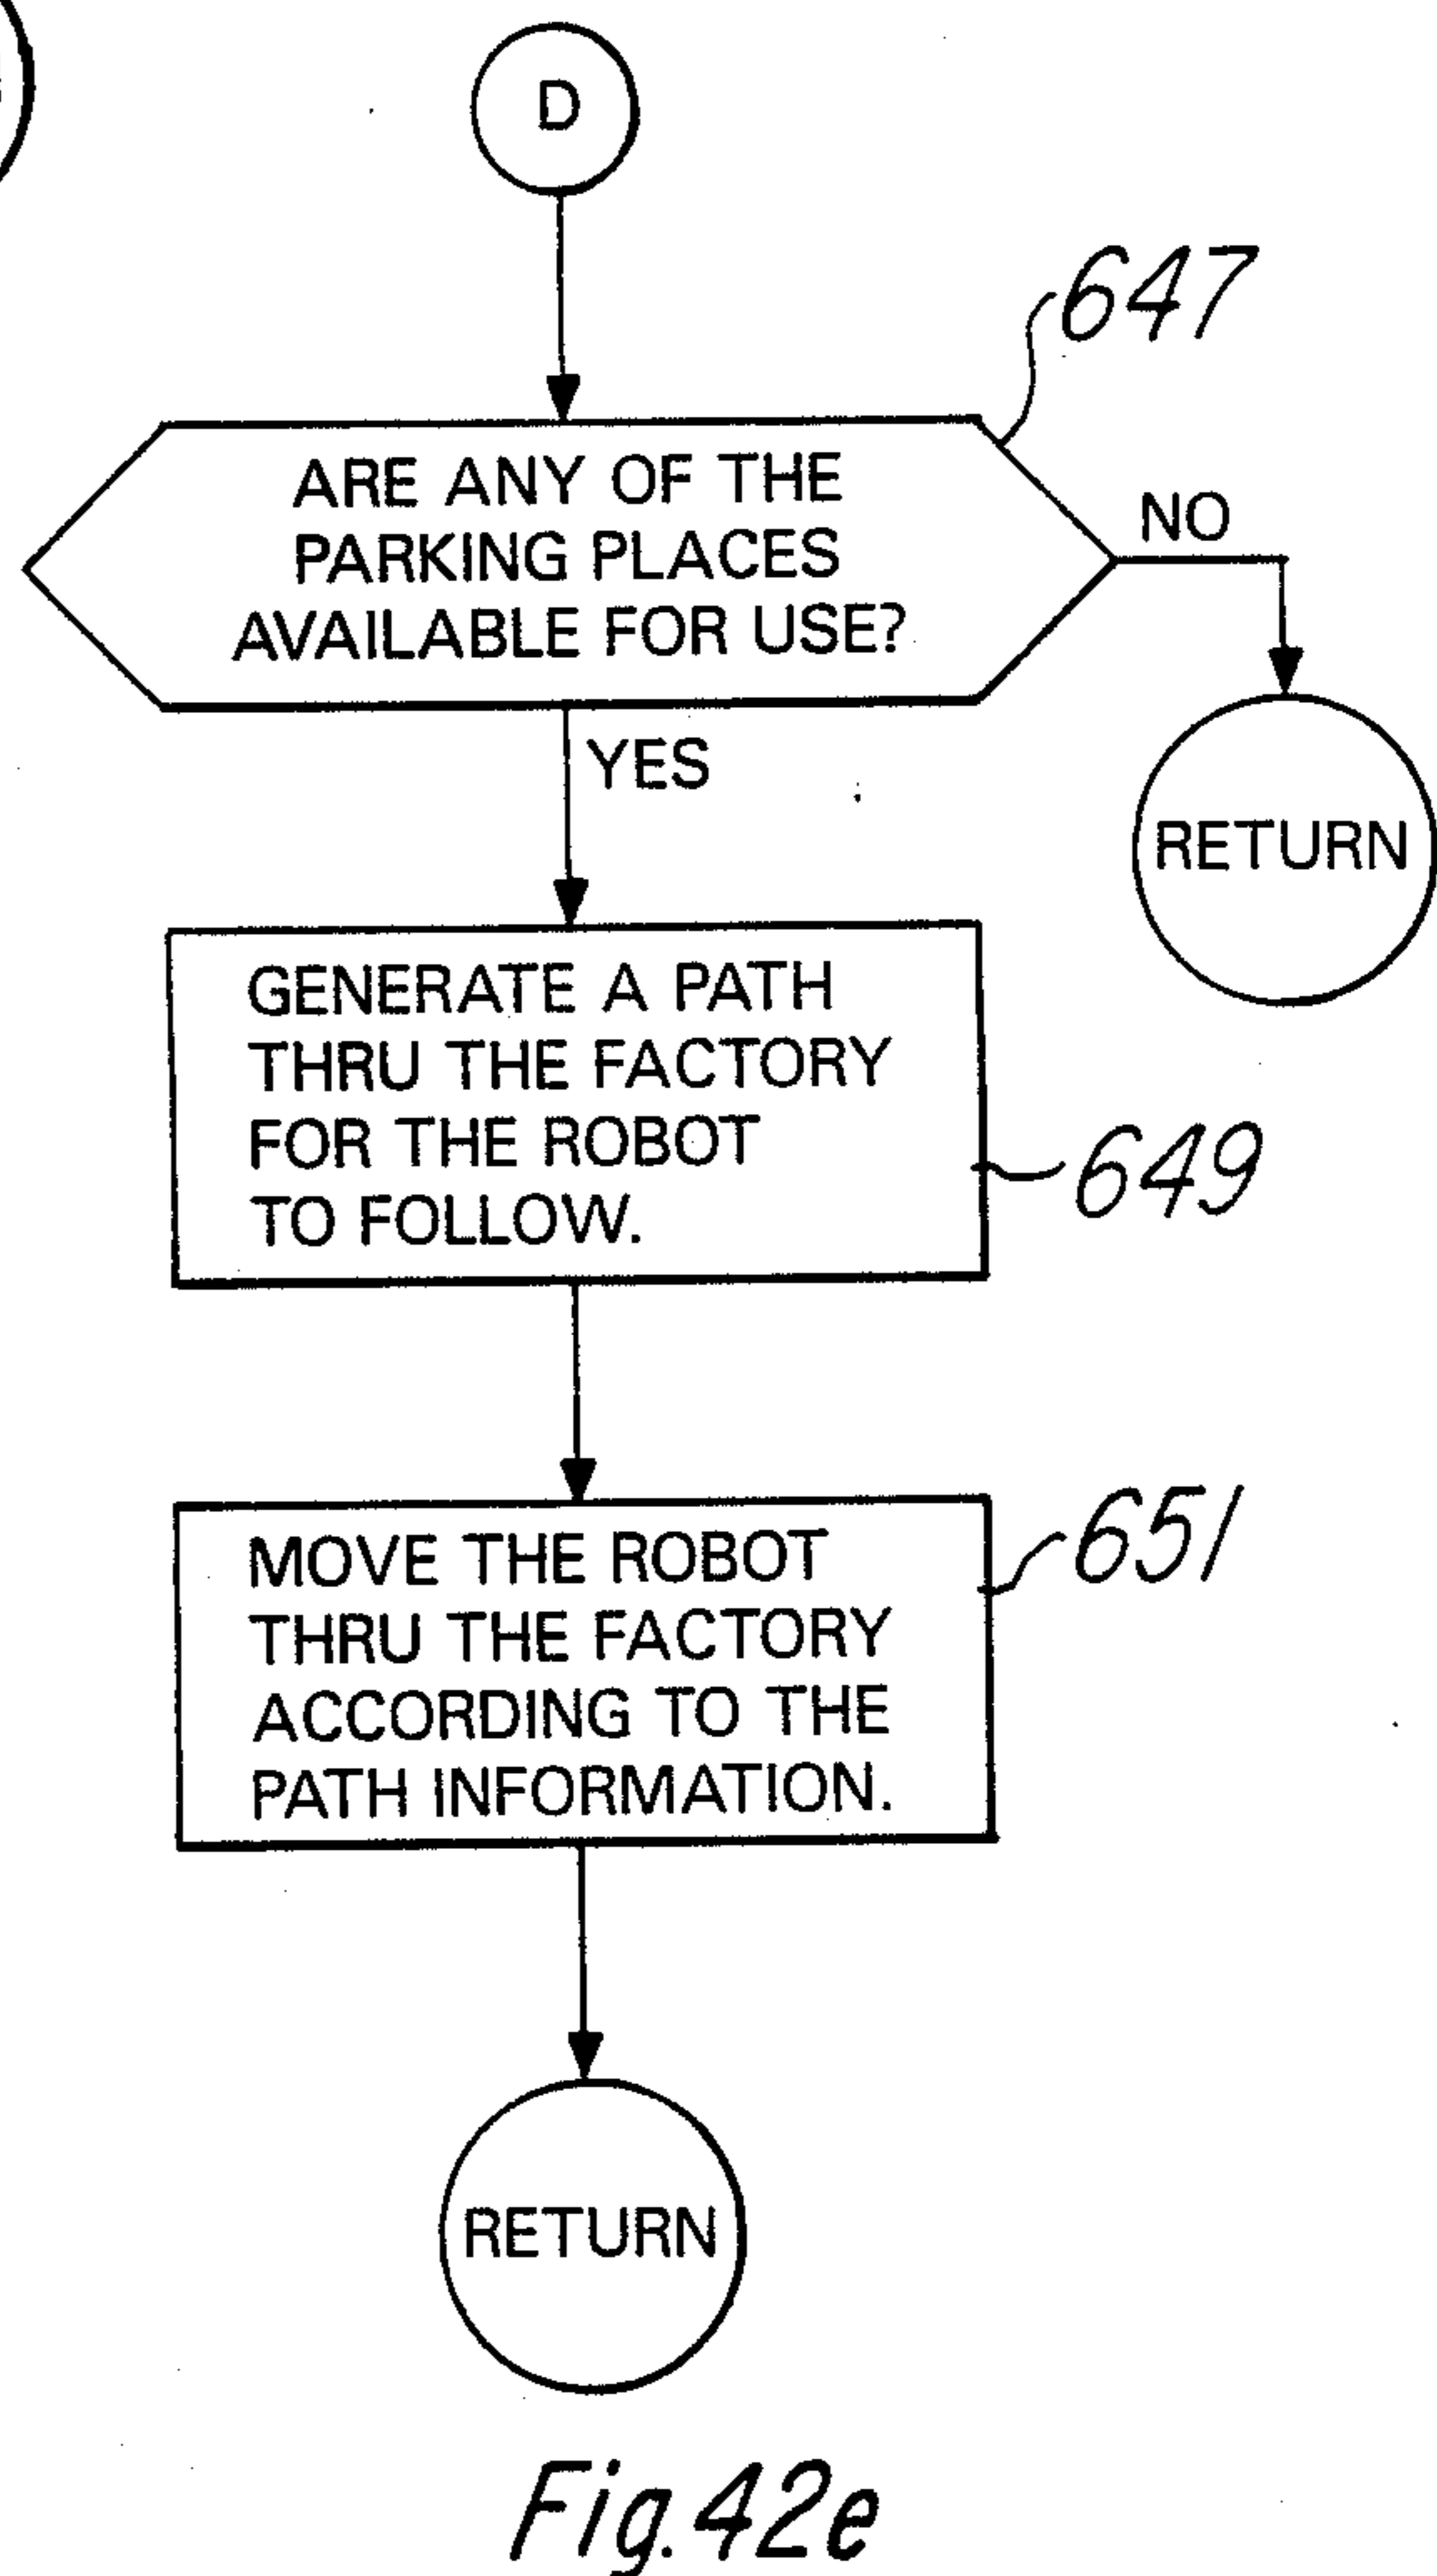 D
647
ARE ANY OF THE
PARKING PLACES
AVAILABLE FOR USE?
NO
YES
RETURN
GENERATE A PATH
THRU THE FACTORY
FOR THE ROBOT
TO FOLLOW.
649
MOVE THE ROBOT
THRU THE FACTORY
ACCORDING TO THE
PATH INFORMATION.
651
RETURN
Fig. 42e